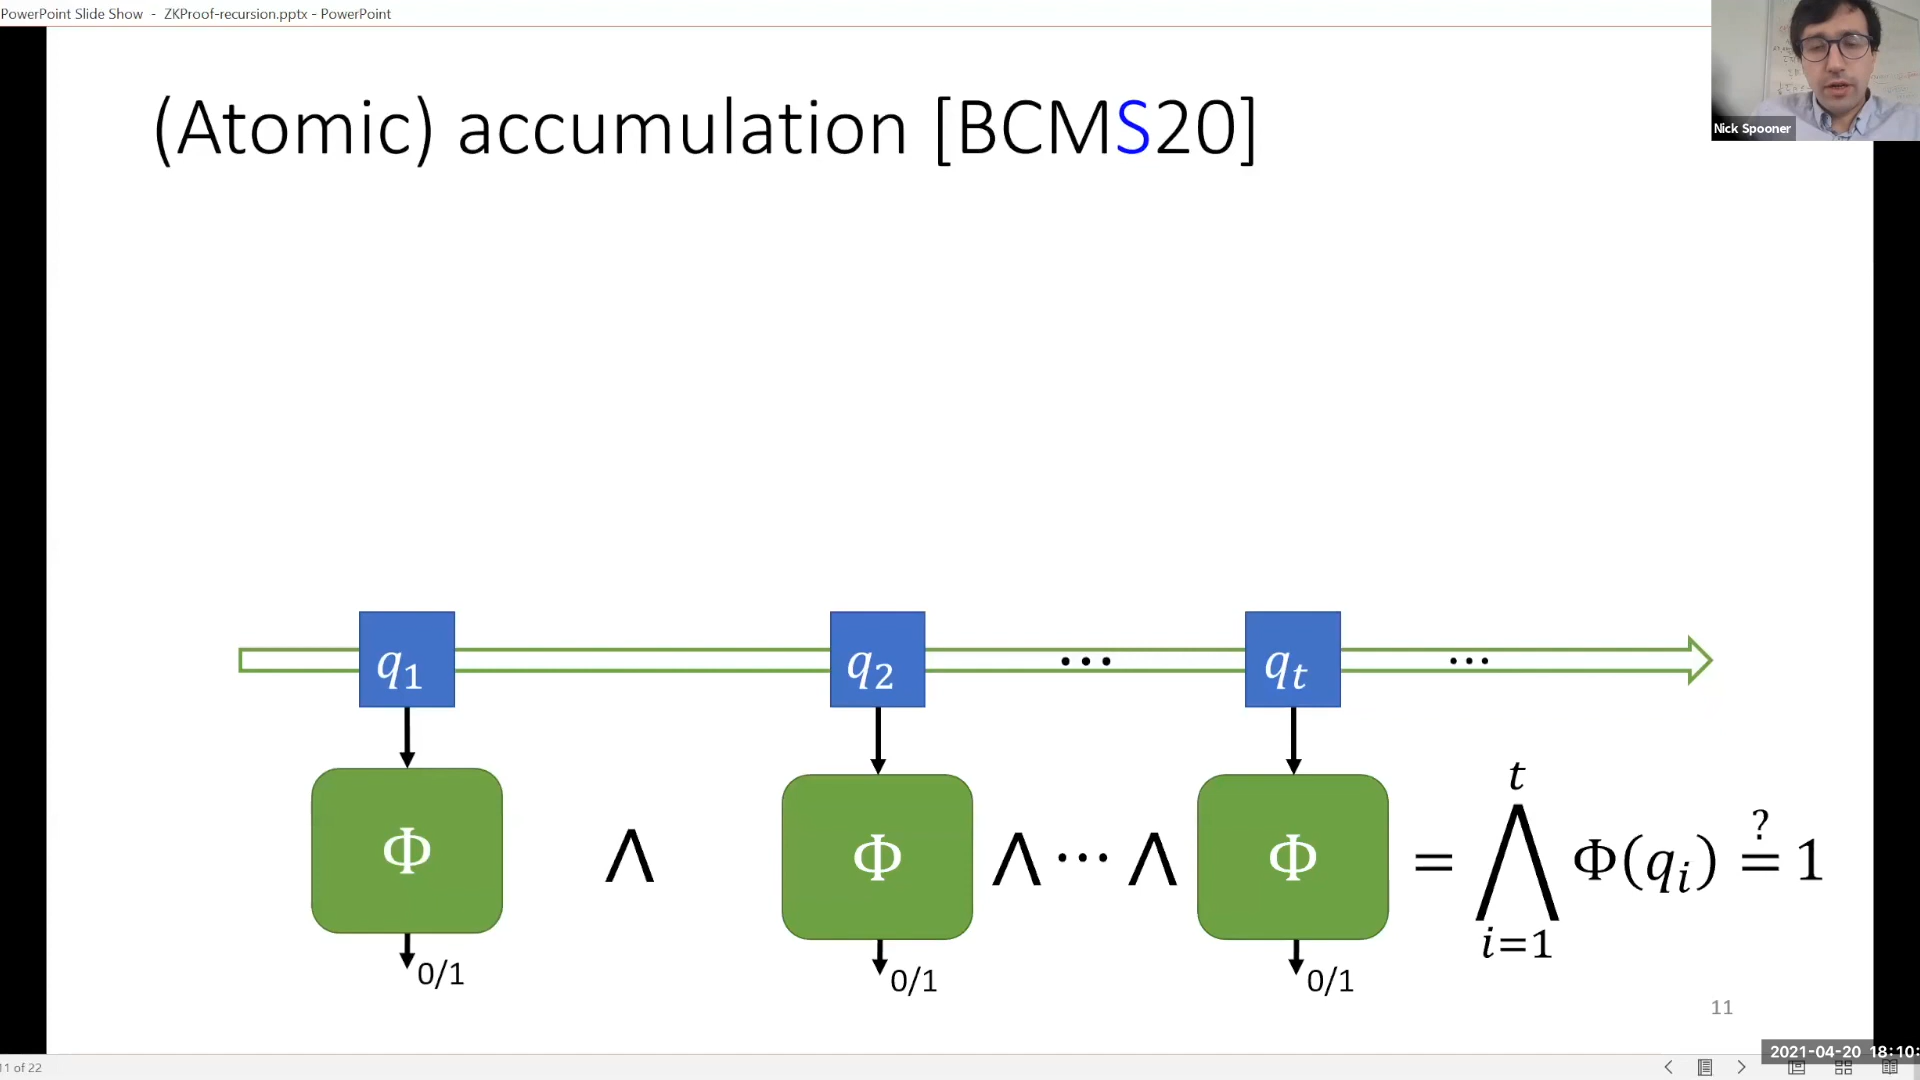 PowerPoint Slide Show - ZKProof-recursion.pptx - PowerPoint
Nick Spooner
(Atomic) accumulation [BCMS20]
q₁ q₂ ••• qₜ •••
Φ ∧ Φ ∧ ⋯ ∧ Φ = ⋀ᵢ₌₁ᵗ Φ(qᵢ) ≟ 1
0/1 0/1 0/1
11
2021-04-20 18:10:
11 of 22